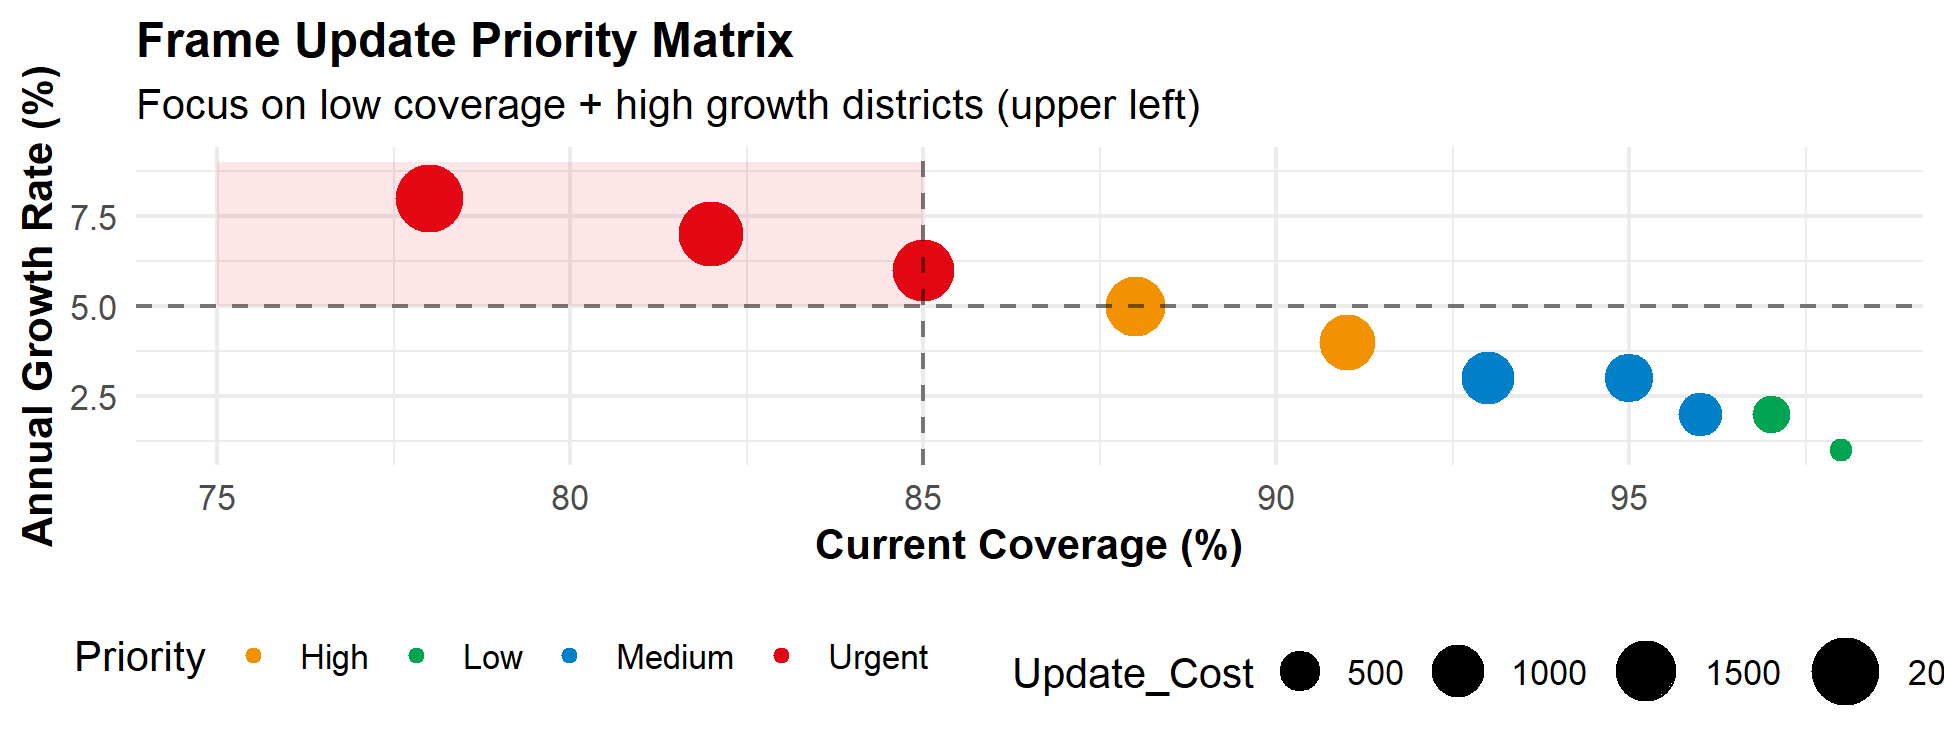 Frame Update Priority Matrix
Focus on low coverage + high growth districts (upper left)
Annual Growth Rate (%)
7.5
5.0
2.5
75 80 85 90 95
Current Coverage (%)
Priority High Low Medium Urgent
Update_Cost 500 1000 1500 20